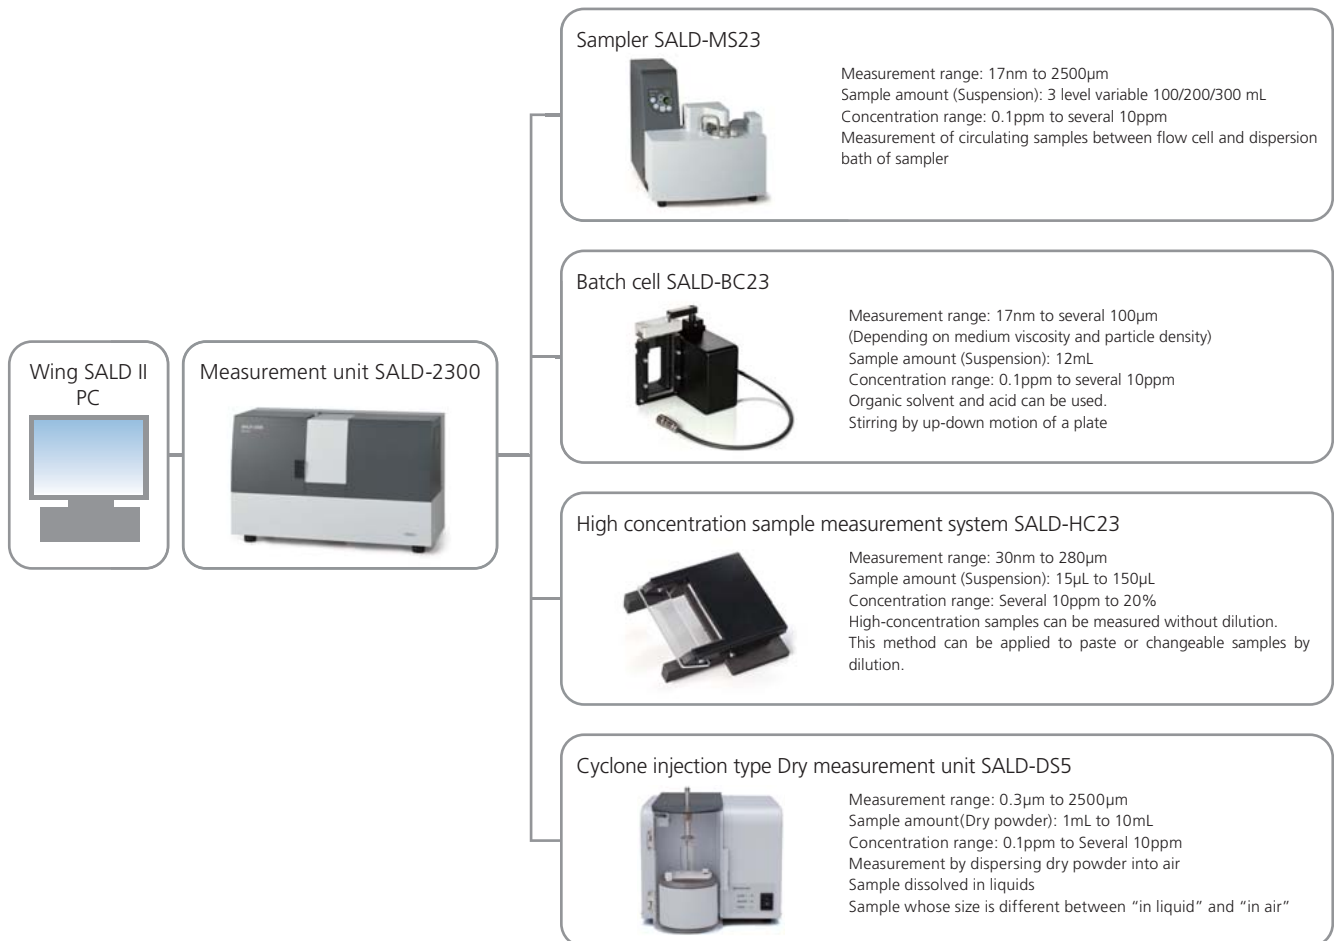 Wing SALD II
PC
Measurement unit SALD-2300
Sampler SALD-MS23
Measurement range: 17nm to 2500µm
Sample amount (Suspension): 3 level variable 100/200/300 mL
Concentration range: 0.1ppm to several 10ppm
Measurement of circulating samples between flow cell and dispersion
bath of sampler
Batch cell SALD-BC23
Measurement range: 17nm to several 100µm
(Depending on medium viscosity and particle density)
Sample amount (Suspension): 12mL
Concentration range: 0.1ppm to several 10ppm
Organic solvent and acid can be used.
Stirring by up-down motion of a plate
High concentration sample measurement system SALD-HC23
Measurement range: 30nm to 280µm
Sample amount (Suspension): 15µL to 150µL
Concentration range: Several 10ppm to 20%
High-concentration samples can be measured without dilution.
This method can be applied to paste or changeable samples by
dilution.
Cyclone injection type Dry measurement unit SALD-DS5
Measurement range: 0.3µm to 2500µm
Sample amount(Dry powder): 1mL to 10mL
Concentration range: 0.1ppm to Several 10ppm
Measurement by dispersing dry powder into air
Sample dissolved in liquids
Sample whose size is different between “in liquid” and “in air”